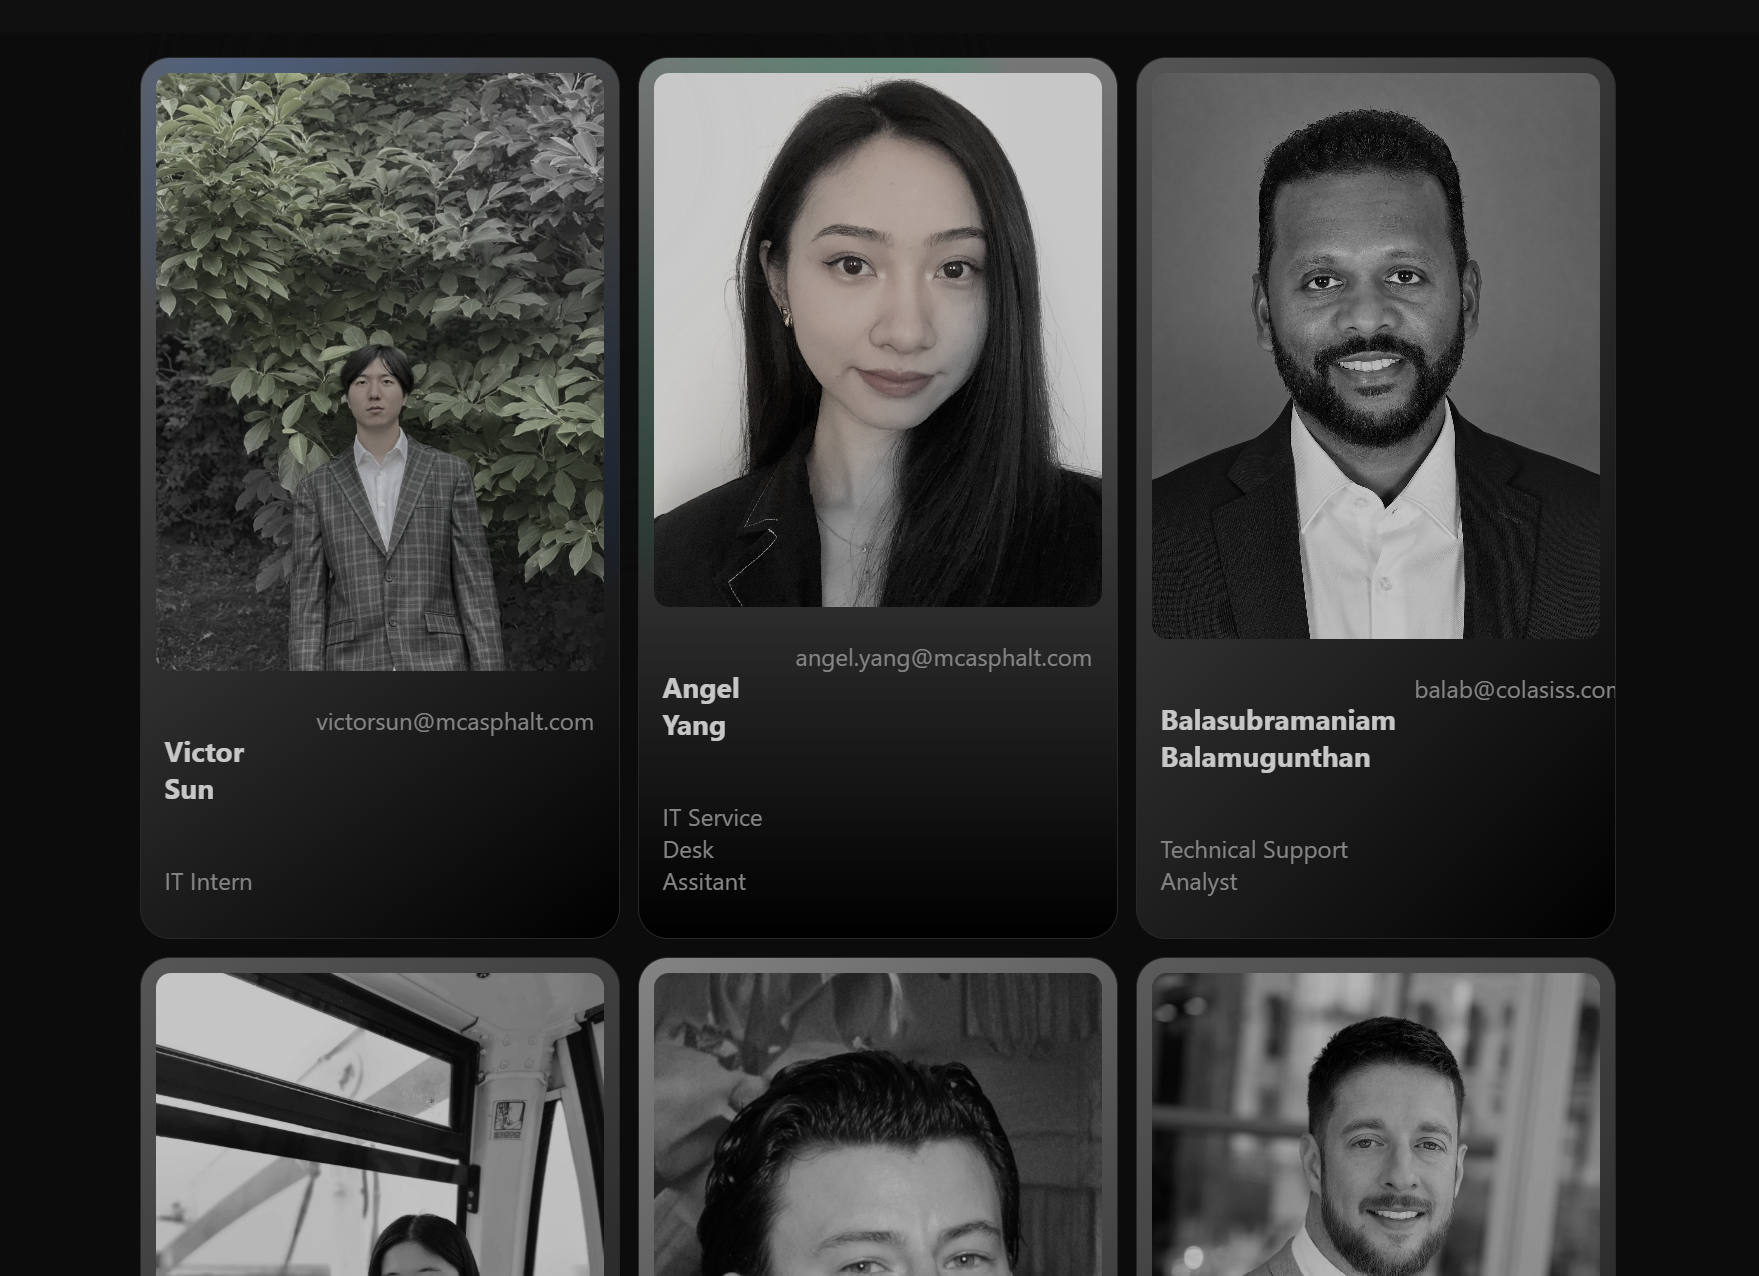 victorsun@mcasphalt.com
Victor
Sun
IT Intern
angel.yang@mcasphalt.com
Angel
Yang
IT Service
Desk
Assitant
balab@colasiss.con
Balasubramaniam
Balamugunthan
Technical Support
Analyst